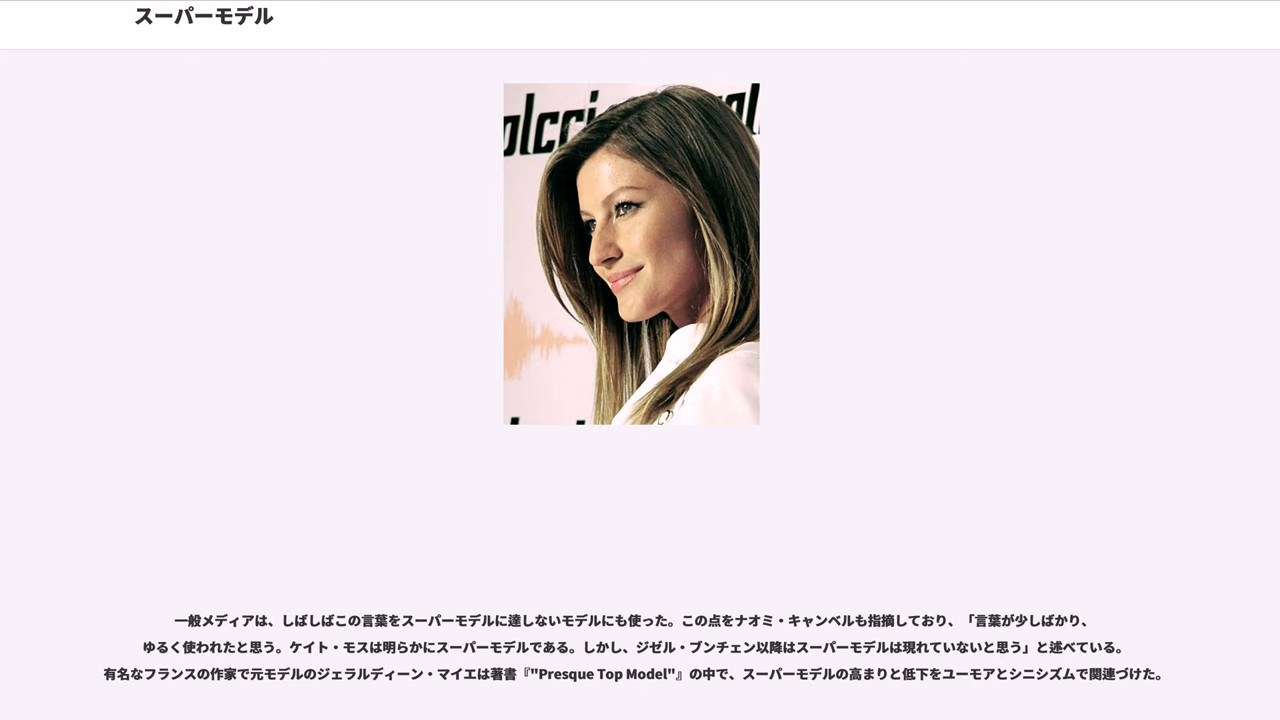 スーパーモデル
一般メディアは、しばしばこの言葉をスーパーモデルに達しないモデルにも使った。この点をナオミ・キャンベルも指摘しており、「言葉が少しばかり、
ゆるく使われたと思う。ケイト・モスは明らかにスーパーモデルである。しかし、ジゼル・ブンチェン以降はスーパーモデルは現れていないと思う」と述べている。
有名なフランスの作家で元モデルのジェラルディーン・マイエは著書『"Presque Top Model"』の中で、スーパーモデルの高まりと低下をユーモアとシニシズムで関連づけた。